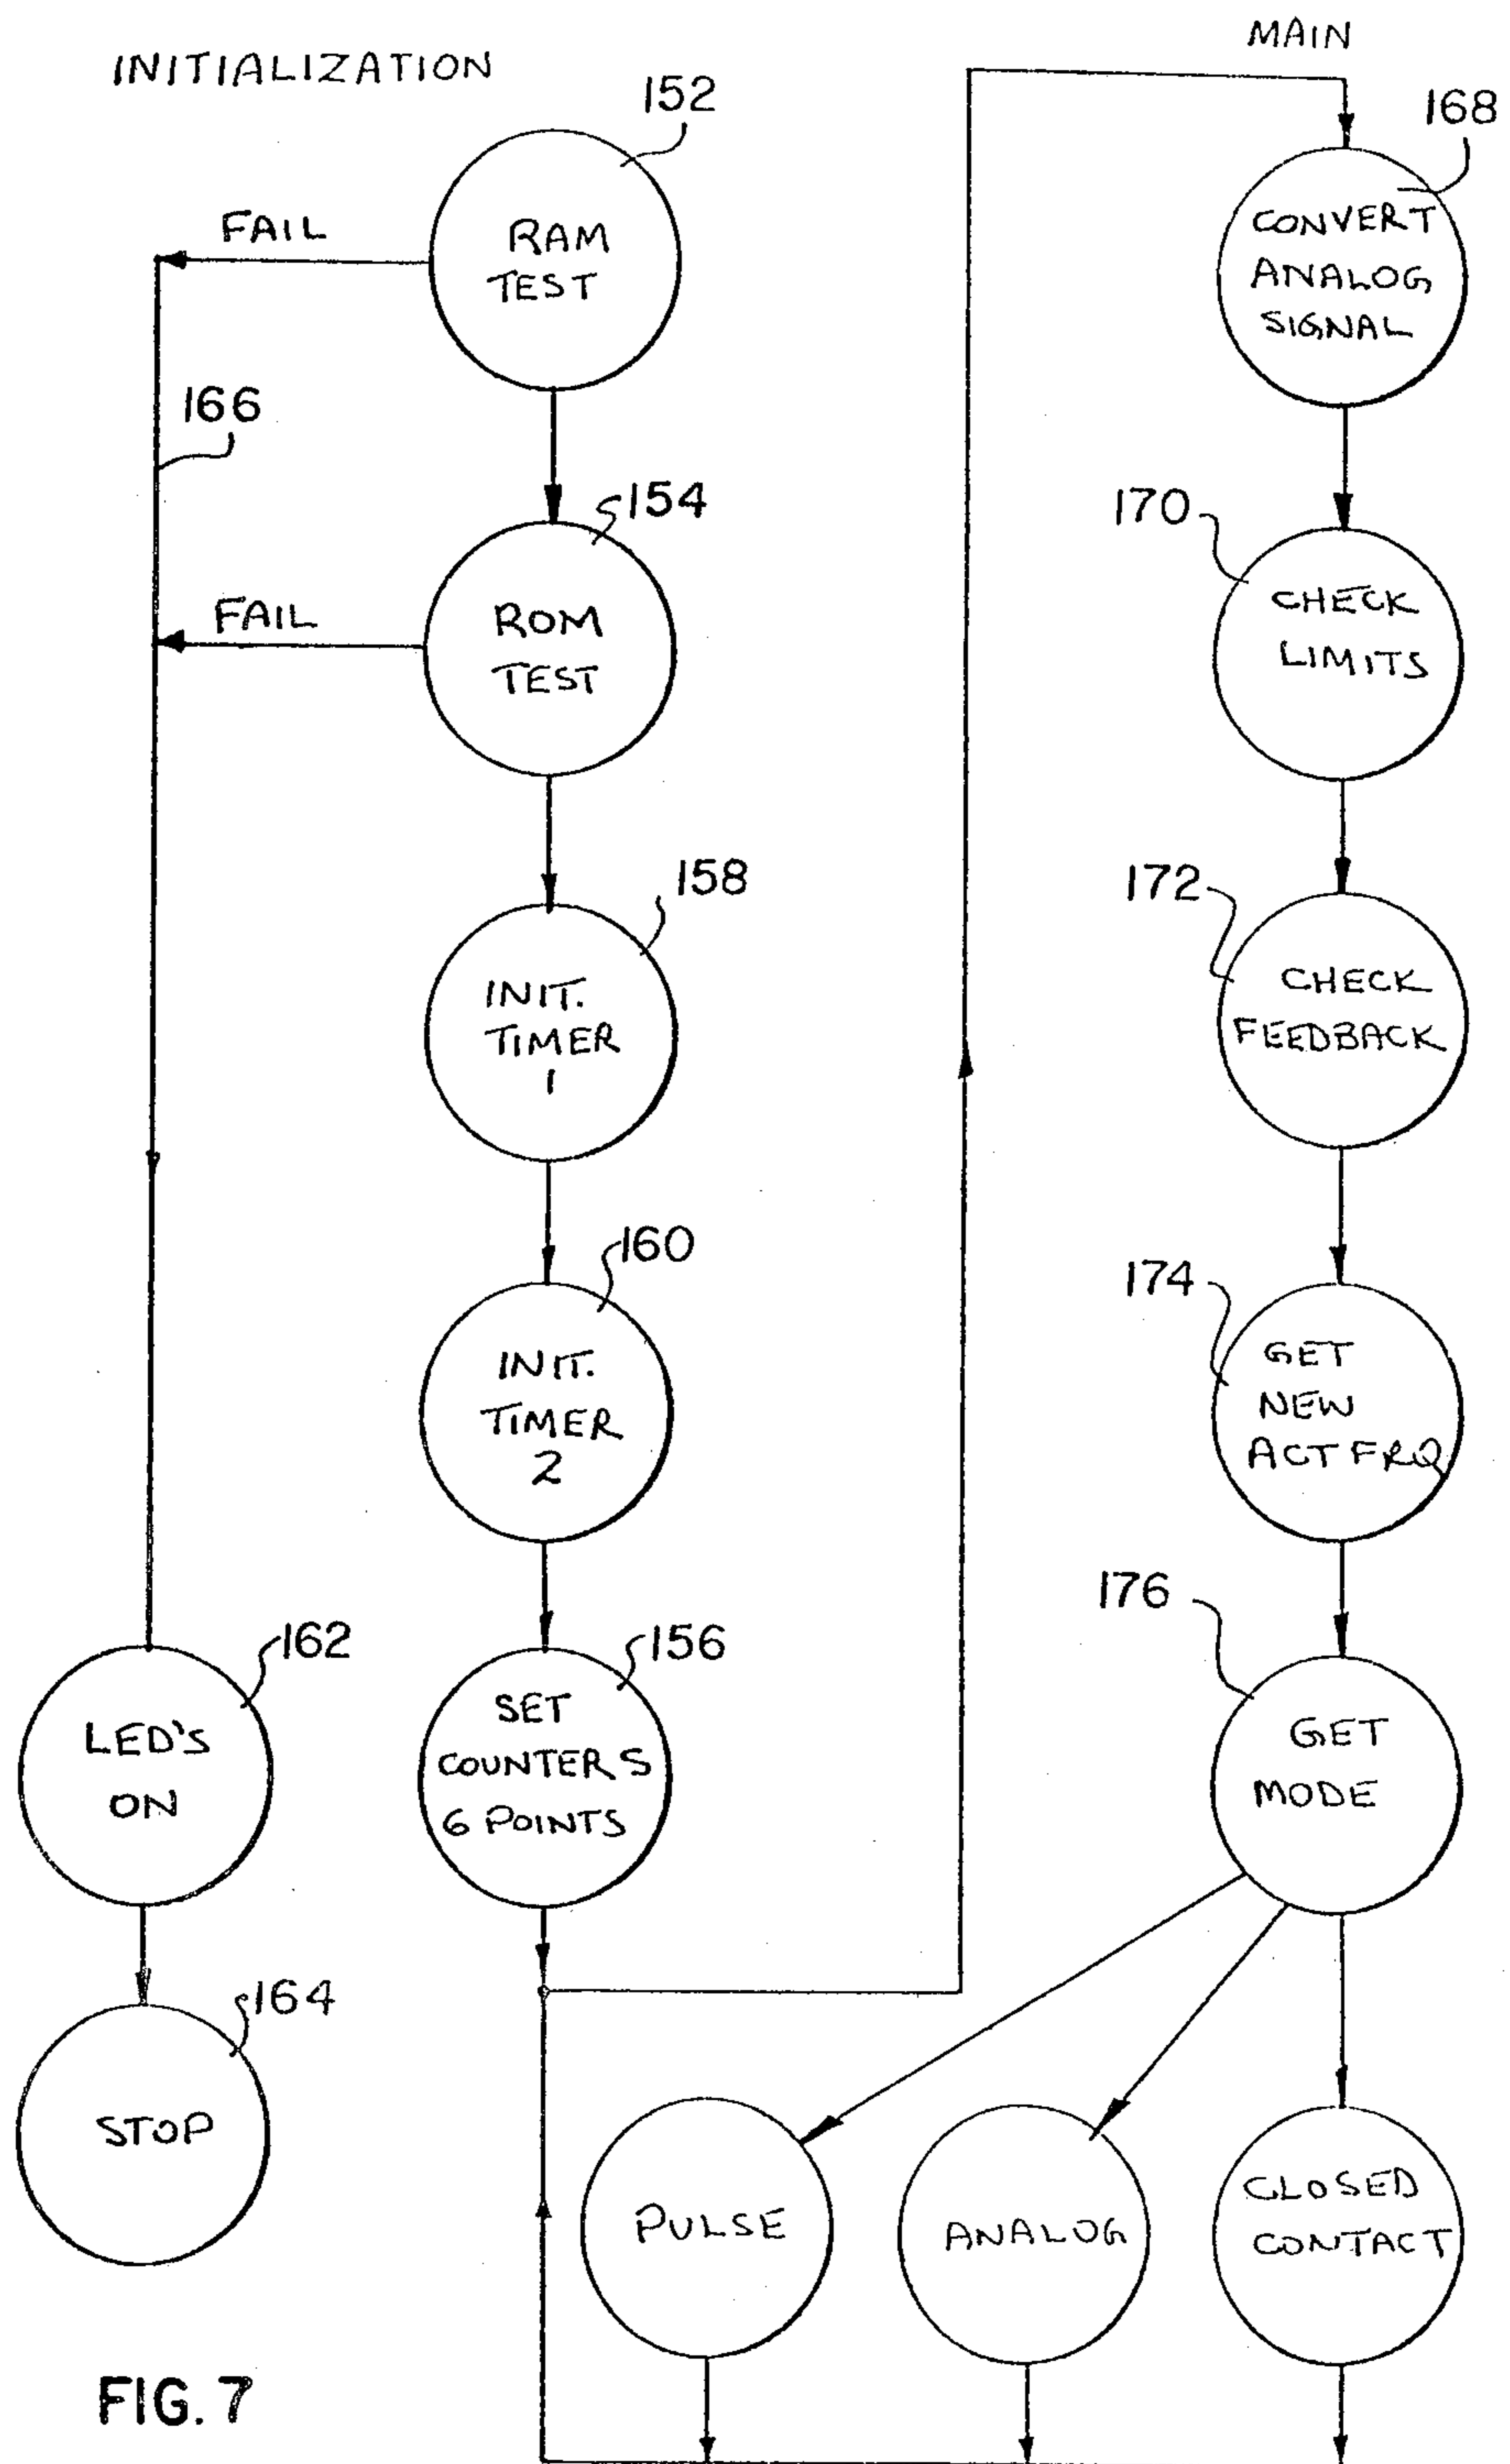 INITIALIZATION
152
RAM
TEST
FAIL
166
154
ROM
TEST
FAIL
158
INIT.
TIMER
1
160
INIT.
TIMER
2
162
LED'S
ON
156
SET
COUNTERS
6 POINTS
164
STOP
MAIN
168
CONVERT
ANALOG
SIGNAL
170
CHECK
LIMITS
172
CHECK
FEEDBACK
174
GET
NEW
ACT FRQ
176
GET
MODE
PULSE
ANALOG
CLOSED
CONTACT
FIG. 7